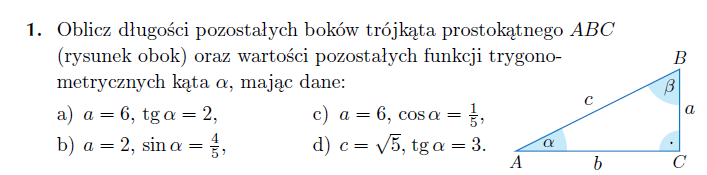 1. Oblicz długości pozostałych boków trójkąta prostokątnego ABC
(rysunek obok) oraz wartości pozostałych funkcji trygono-
metrycznych kąta α, mając dane:
a) a = 6, tg α = 2,
c) a = 6, cos α = 1/5,
b) a = 2, sin α = 4/5,
d) c = √5, tg α = 3.
B
β
c
a
α
A
b
C